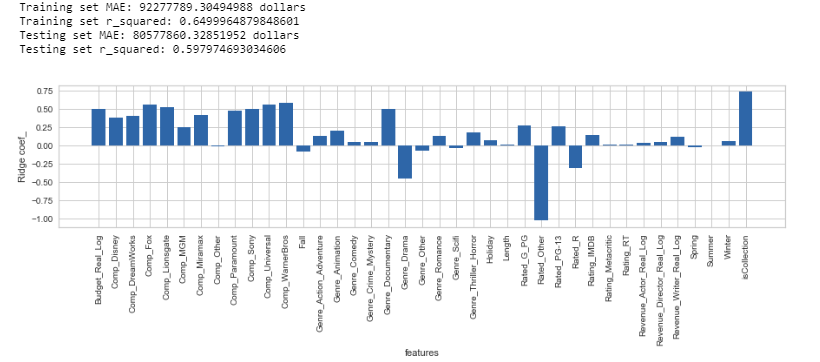 Training set MAE: 92277789.30494988 dollars
Training set r_squared: 0.6499964879848601
Testing set MAE: 80577860.32851952 dollars
Testing set r_squared: 0.597974693034606
0.75
0.50
0.25
0.00
−0.25
−0.50
−0.75
−1.00
Ridge coef_
Budget_Real_Log
Comp_Disney
Comp_DreamWorks
Comp_Fox
Comp_Lionsgate
Comp_MGM
Comp_Miramax
Comp_Other
Comp_Paramount
Comp_Sony
Comp_Universal
Comp_WarnerBros
Fall
Genre_Action_Adventure
Genre_Animation
Genre_Comedy
Genre_Crime_Mystery
Genre_Documentary
Genre_Drama
Genre_Other
Genre_Romance
Genre_Scifi
Genre_Thriller_Horror
Holiday
Length
Rated_G_PG
Rated_Other
Rated_PG-13
Rated_R
Rating_IMDB
Rating_Metacritic
Rating_RT
Revenue_Actor_Real_Log
Revenue_Director_Real_Log
Revenue_Writer_Real_Log
Spring
Summer
Winter
isCollection
features